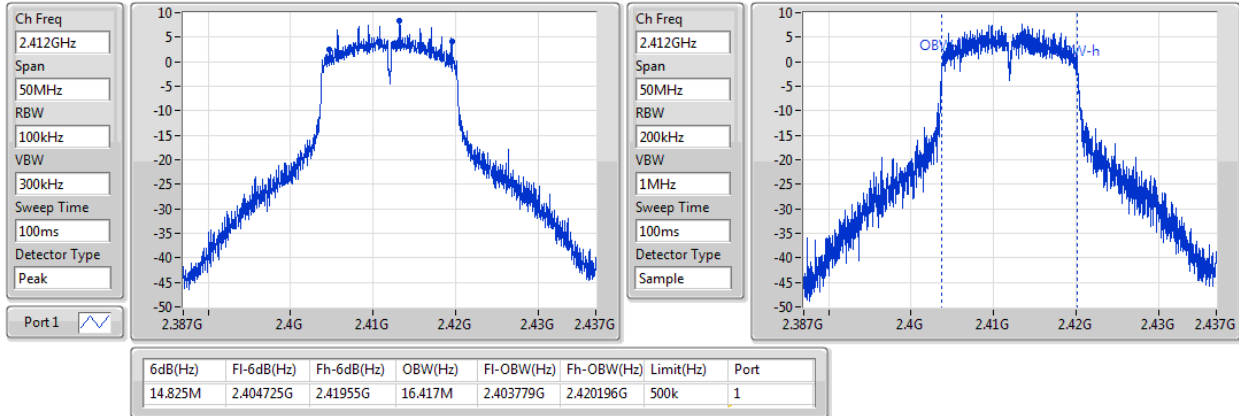 Ch Freq
2.412GHz
Span
50MHz
RBW
100kHz
VBW
300kHz
Sweep Time
100ms
Detector Type
Peak
Port 1
10
5
0
-5
-10
-15
-20
-25
-30
-35
-40
-45
-50
2.387G 2.4G 2.41G 2.42G 2.43G 2.437G
Ch Freq
2.412GHz
Span
50MHz
RBW
200kHz
VBW
1MHz
Sweep Time
100ms
Detector Type
Sample
10
5
0
-5
-10
-15
-20
-25
-30
-35
-40
-45
-50
OBW
W-h
2.387G 2.4G 2.41G 2.42G 2.43G 2.437G
6dB(Hz) Fl-6dB(Hz) Fh-6dB(Hz) OBW(Hz) Fl-OBW(Hz) Fh-OBW(Hz) Limit(Hz) Port
14.825M 2.404725G 2.41955G 16.417M 2.403779G 2.420196G 500k 1